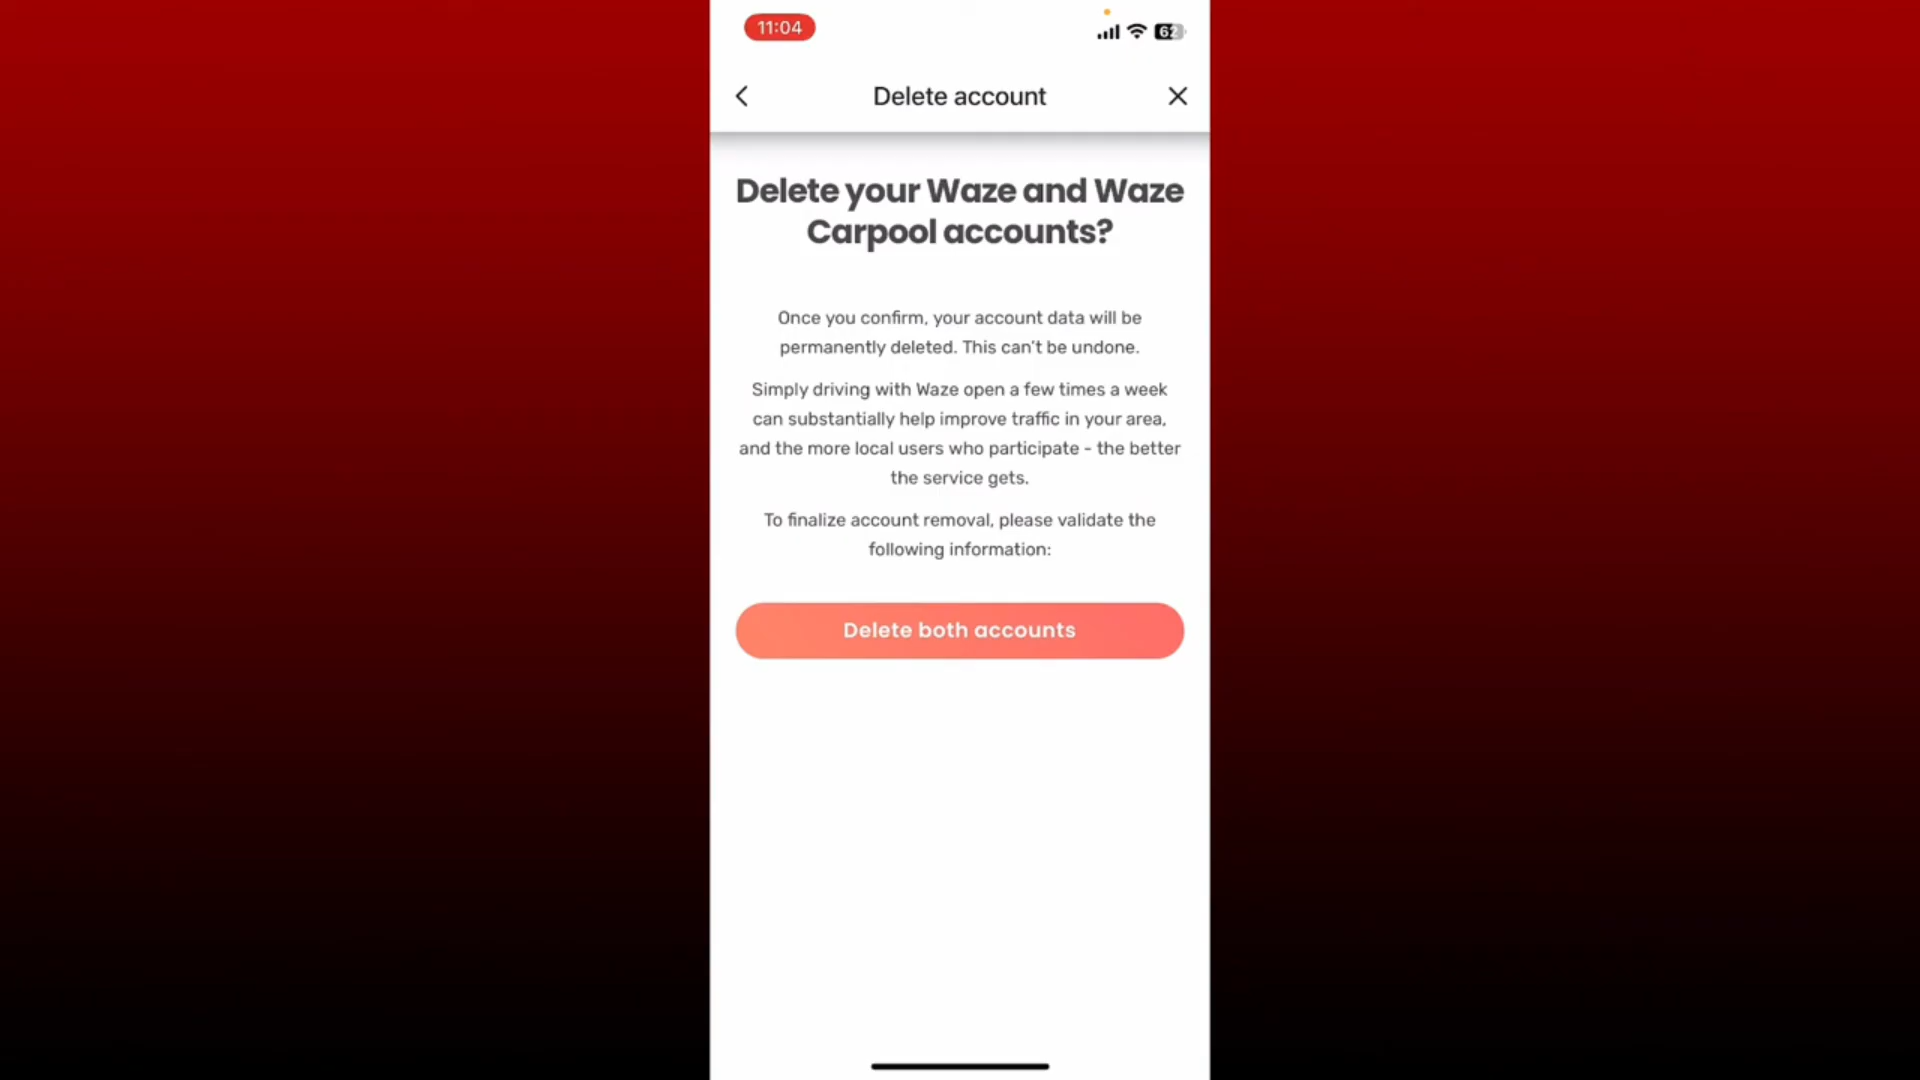 11:04
62
Delete account
Delete your Waze and Waze
Carpool accounts?
Once you confirm, your account data will be
permanently deleted. This can't be undone.
Simply driving with Waze open a few times a week
can substantially help improve traffic in your area,
and the more local users who participate - the better
the service gets.
To finalize account removal, please validate the
following information:
Delete both accounts